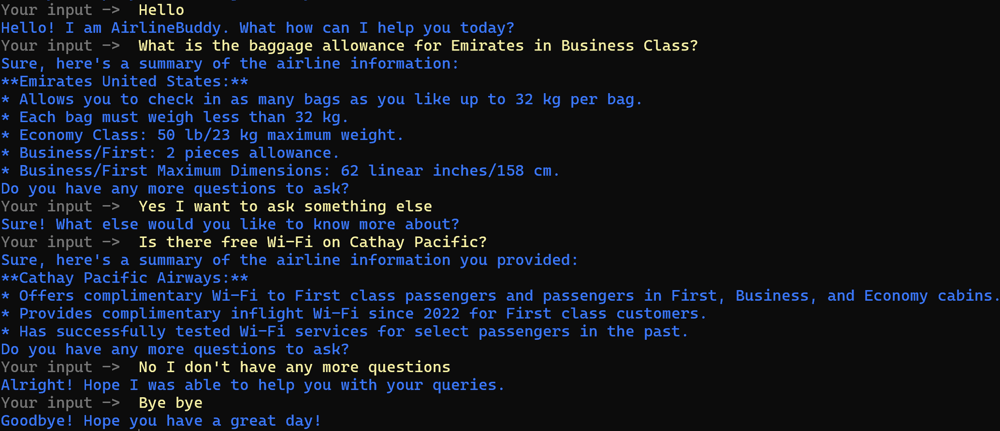 Your input ->  Hello
Hello! I am AirlineBuddy. What how can I help you today?
Your input ->  What is the baggage allowance for Emirates in Business Class?
Sure, here's a summary of the airline information:
**Emirates United States:**
* Allows you to check in as many bags as you like up to 32 kg per bag.
* Each bag must weigh less than 32 kg.
* Economy Class: 50 lb/23 kg maximum weight.
* Business/First: 2 pieces allowance.
* Business/First Maximum Dimensions: 62 linear inches/158 cm.
Do you have any more questions to ask?
Your input ->  Yes I want to ask something else
Sure! What else would you like to know more about?
Your input ->  Is there free Wi-Fi on Cathay Pacific?
Sure, here's a summary of the airline information you provided:
**Cathay Pacific Airways:**
* Offers complimentary Wi-Fi to First class passengers and passengers in First, Business, and Economy cabins.
* Provides complimentary inflight Wi-Fi since 2022 for First class customers.
* Has successfully tested Wi-Fi services for select passengers in the past.
Do you have any more questions to ask?
Your input ->  No I don't have any more questions
Alright! Hope I was able to help you with your queries.
Your input ->  Bye bye
Goodbye! Hope you have a great day!